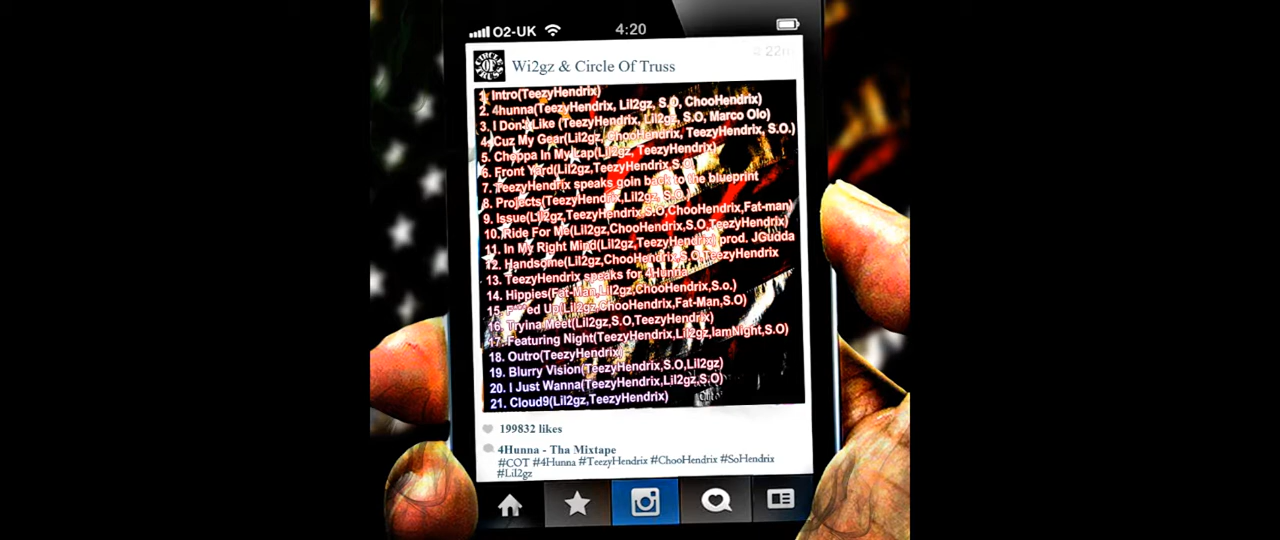 O2-UK 4:20
4:22m
CIRCLE OF TRUSS
Wi2gz & Circle Of Truss
1. Intro(TeezyHendrix)
2. 4hunna(TeezyHendrix, Lil2gz, S.O, ChooHendrix)
3. I Don't Like (TeezyHendrix, Lil2gz, S.O, Marco Olo)
4. Cuz My Gear(Lil2gz, ChooHendrix, TeezyHendrix, S.O.)
5. Choppa In My Lap(Lil2gz, TeezyHendrix)
6. Front Yard(Lil2gz,TeezyHendrix,S.O)
7. TeezyHendrix speaks goin back to the blueprint
8. Projects(TeezyHendrix,Lil2gz, S.O.)
9. Issue(Lil2gz,TeezyHendrix,S.O,ChooHendrix,Fat-man)
10. Ride For Me(Lil2gz,ChooHendrix,S.O,TeezyHendrix)
11. In My Right Mind(Lil2gz,TeezyHendrix) prod. JGudda
12. Handsome(Lil2gz,ChooHendrix,S.O,TeezyHendrix
13. TeezyHendrix speaks for 4Hunna
14. Hippies(Fat-Man,Lil2gz,ChooHendrix,S.o.)
15. F**ed Up(Lil2gz,ChooHendrix,Fat-Man,S.O)
16. Tryina Meet(Lil2gz,S.O,TeezyHendrix)
17. Featuring Night(TeezyHendrix,Lil2gz,IamNight,S.O)
18. Outro(TeezyHendrix)
19. Blurry Vision(TeezyHendrix,S.O,Lil2gz)
20. I Just Wanna(TeezyHendrix,Lil2gz,S.O)
21. Cloud9(Lil2gz,TeezyHendrix)
199832 likes
4Hunna - Tha Mixtape
#COT #4Hunna #TeezyHendrix #ChooHendrix #SoHendrix
#Lil2gz